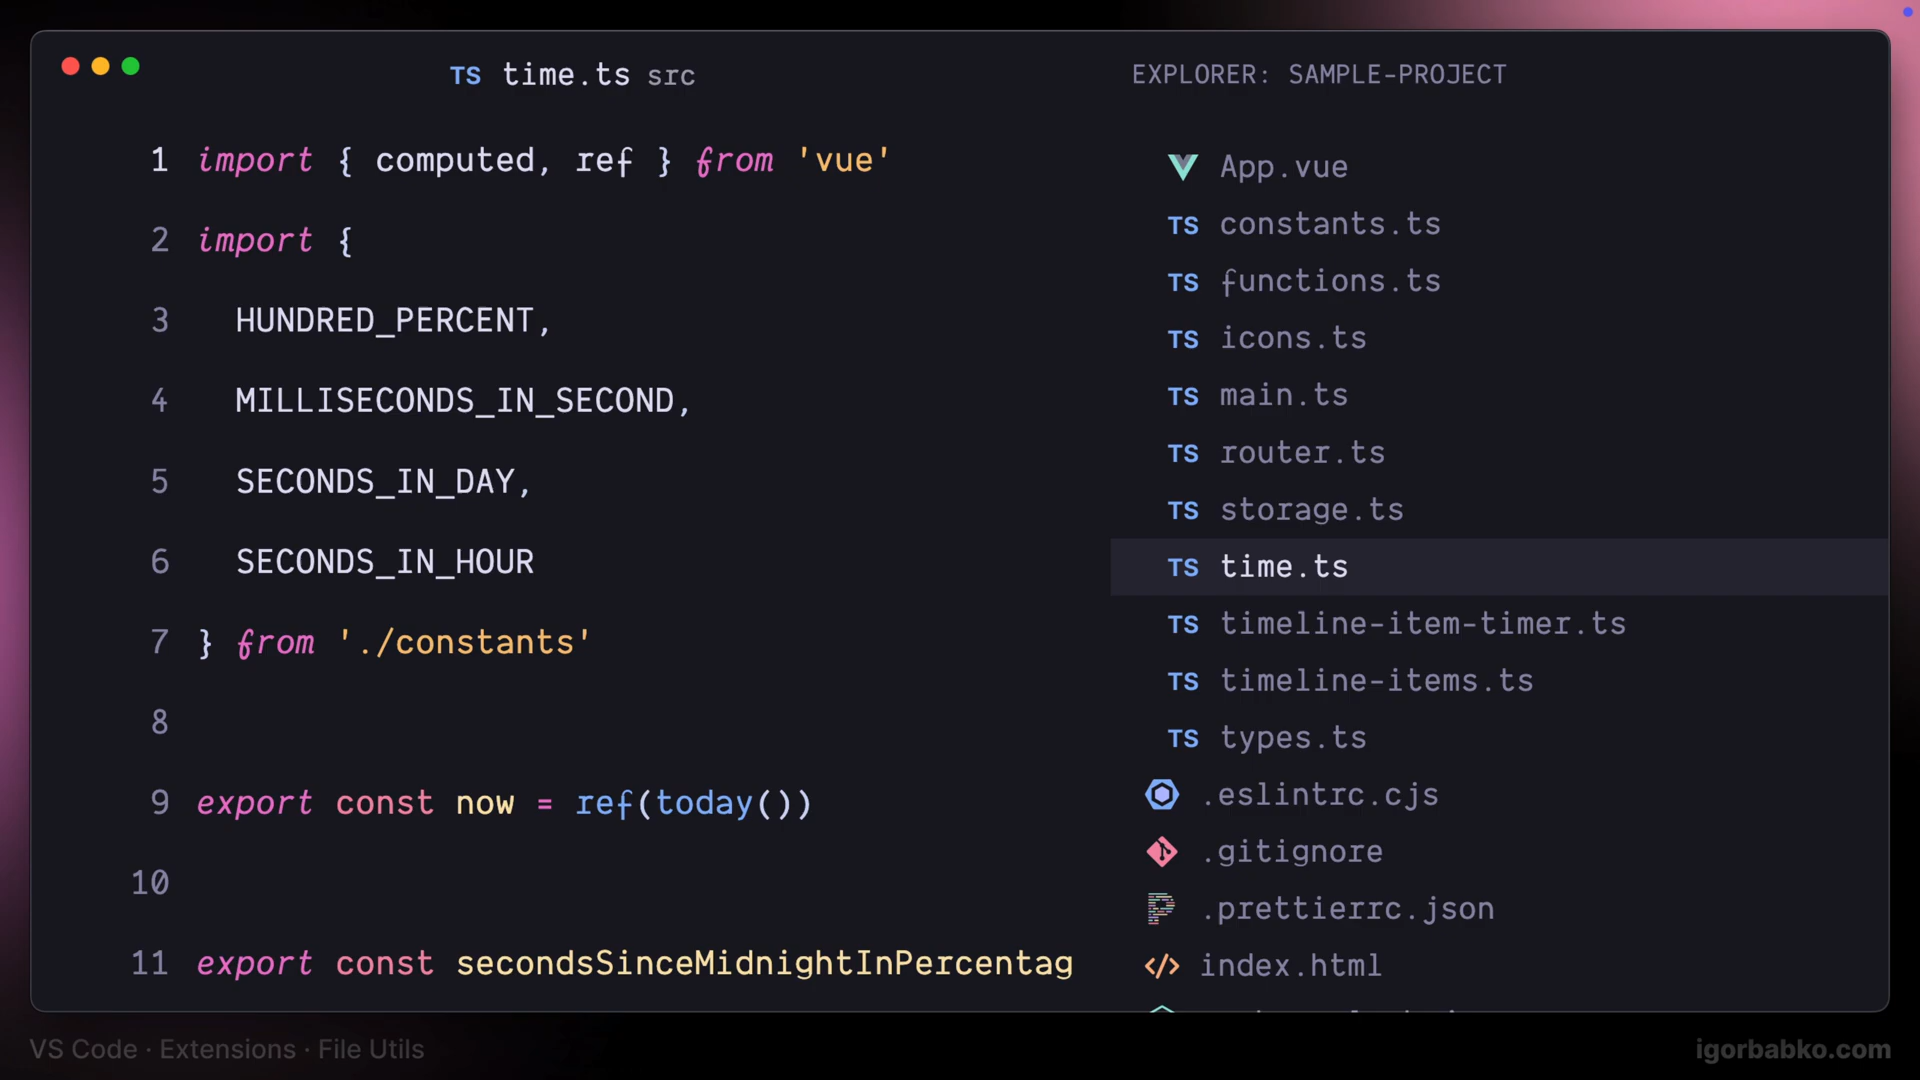 TS time.ts src
1 import { computed, ref } from 'vue'
2 import {
3 HUNDRED_PERCENT,
4 MILLISECONDS_IN_SECOND,
5 SECONDS_IN_DAY,
6 SECONDS_IN_HOUR
7 } from './constants'
8
9 export const now = ref(today())
10
11 export const secondsSinceMidnightInPercentag
EXPLORER: SAMPLE-PROJECT
App.vue
TS constants.ts
TS functions.ts
TS icons.ts
TS main.ts
TS router.ts
TS storage.ts
TS time.ts
TS timeline-item-timer.ts
TS timeline-items.ts
TS types.ts
.eslintrc.cjs
.gitignore
.prettierrc.json
index.html
VS Code · Extensions · File Utils
igorbabko.com